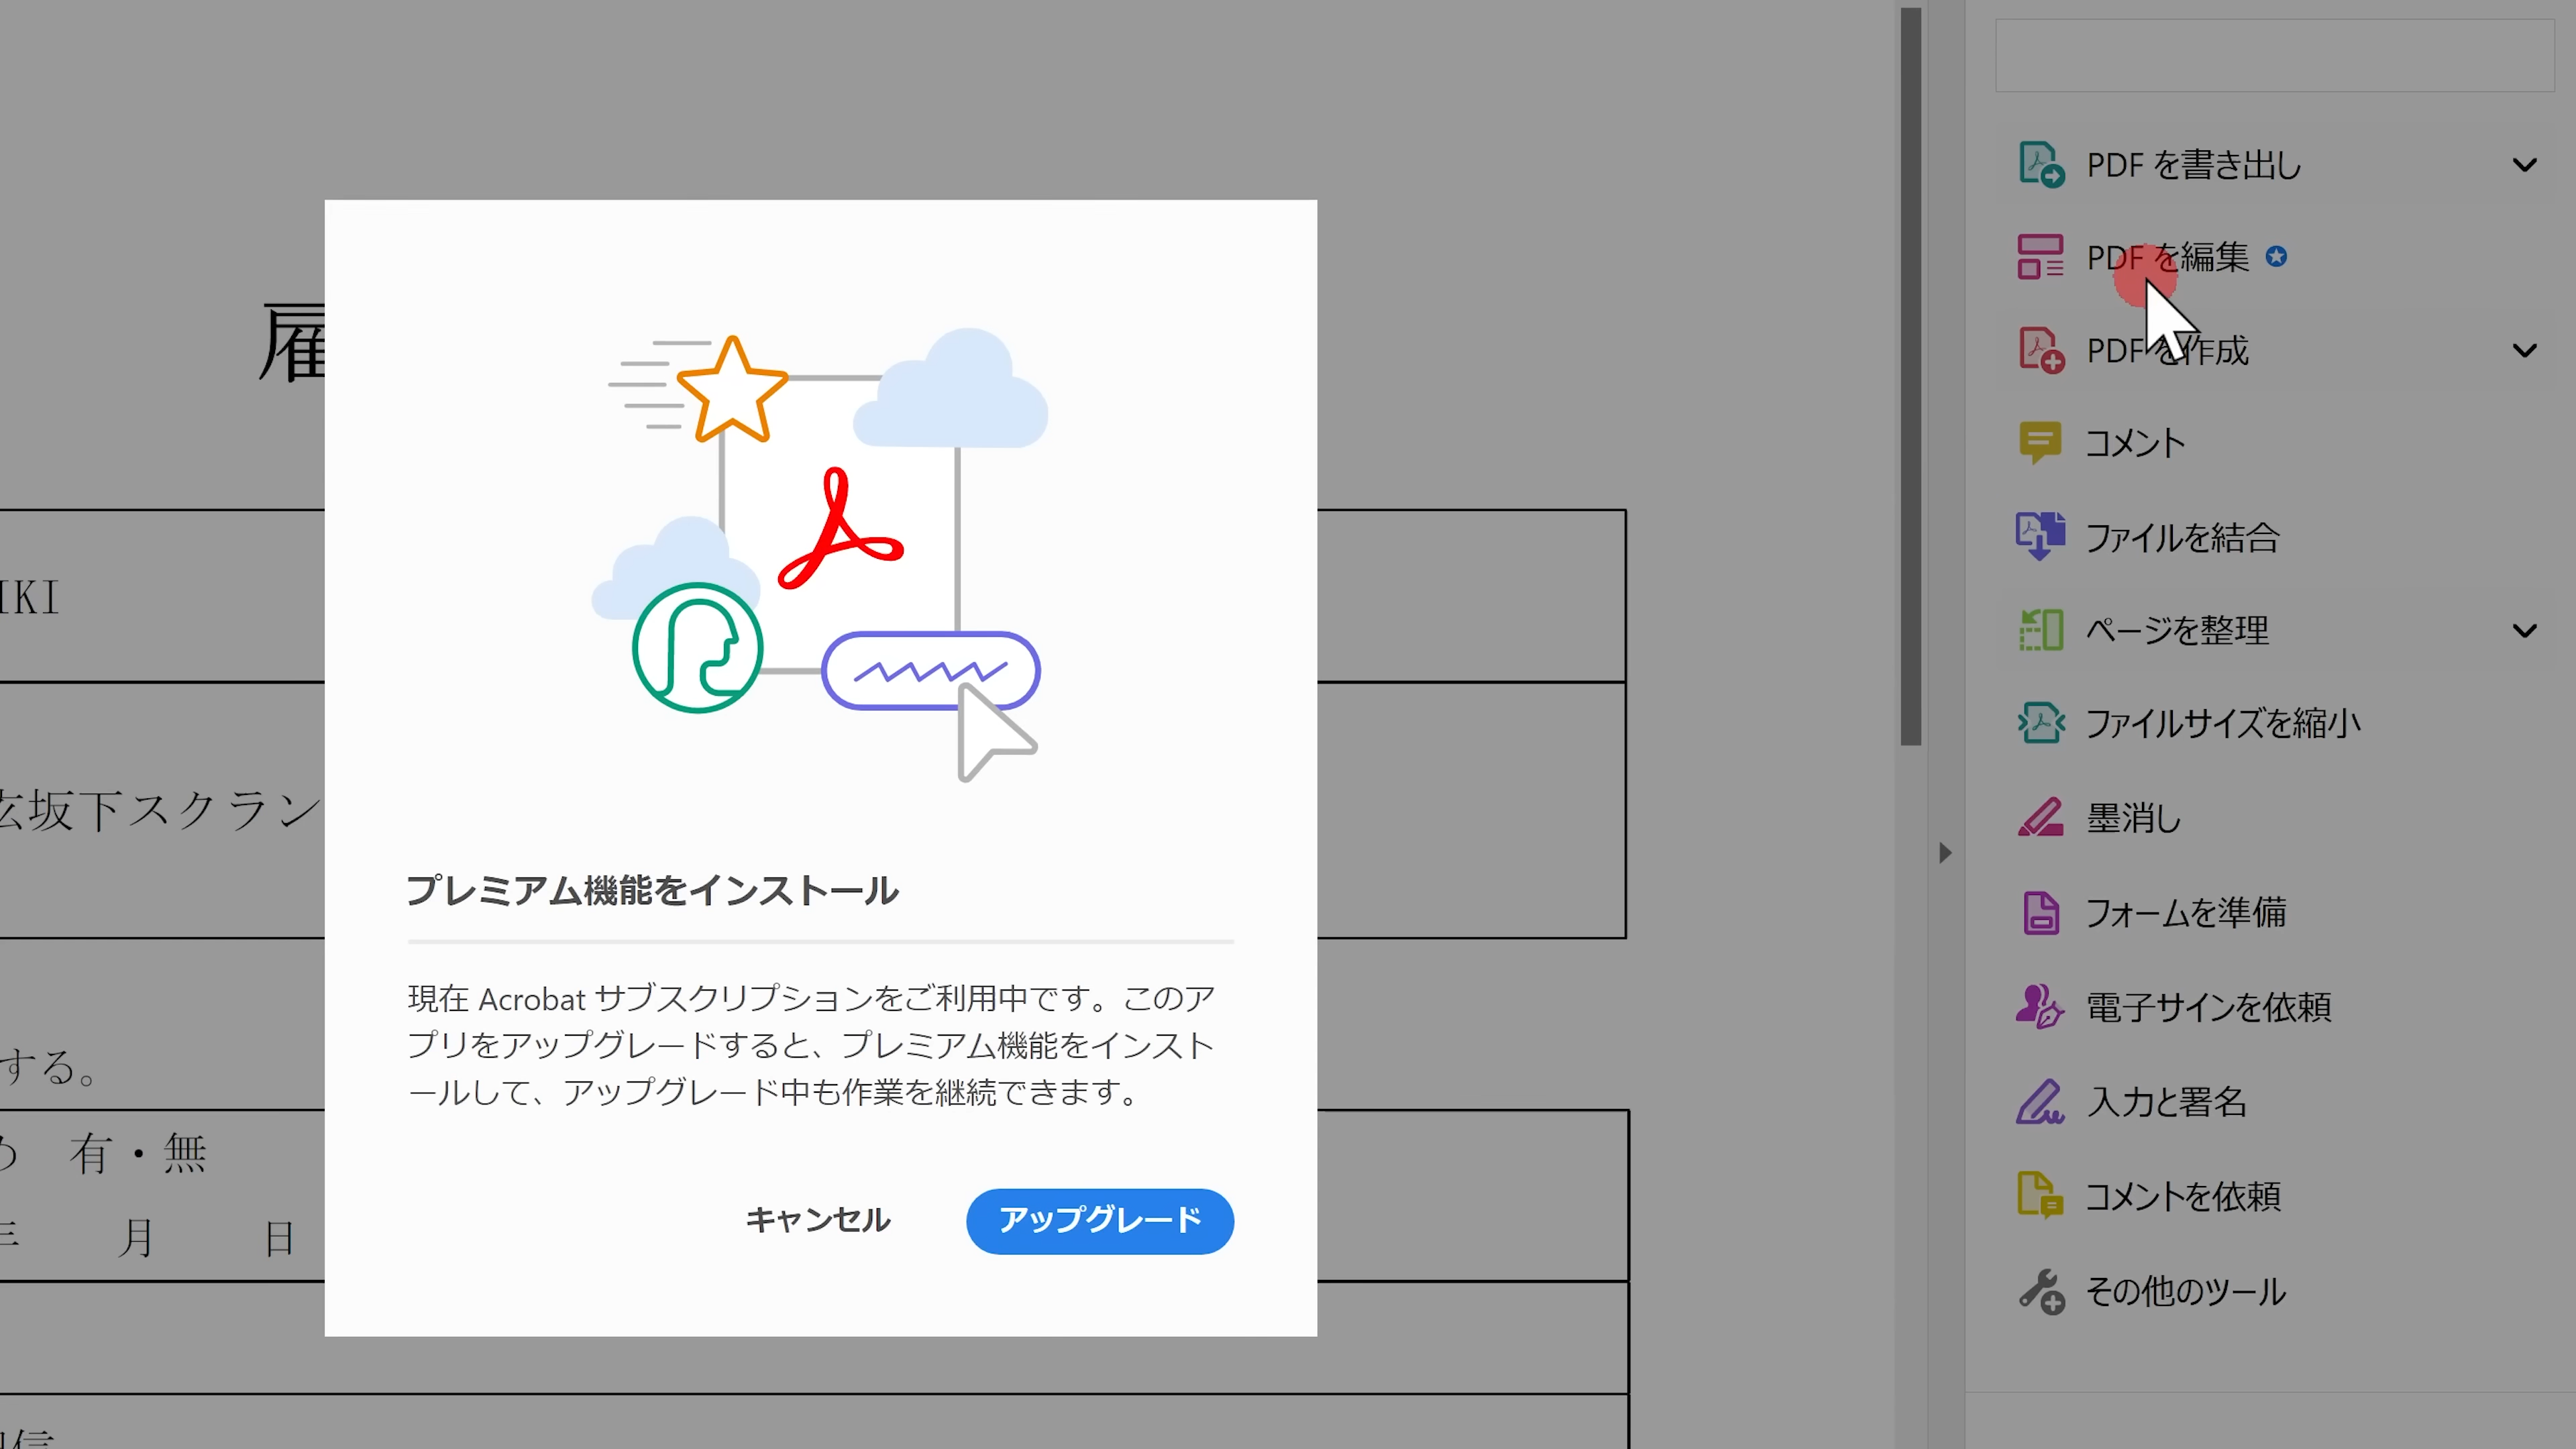 雇
IKI
坂下スクラン
する。
有・無
月 日
プレミアム機能をインストール
現在 Acrobat サブスクリプションをご利用中です。このア
プリをアップグレードすると、プレミアム機能をインスト
ールして、アップグレード中も作業を継続できます。
キャンセル
アップグレード
PDF を書き出し
PDF を編集
PDF を作成
コメント
ファイルを結合
ページを整理
ファイルサイズを縮小
墨消し
フォームを準備
電子サインを依頼
入力と署名
コメントを依頼
その他のツール